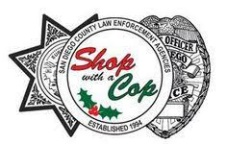 SAN DIEGO COUNTY LAW ENFORCEMENT AGENCIES
Shop
with a
Cop
ESTABLISHED 1994
OFFICER